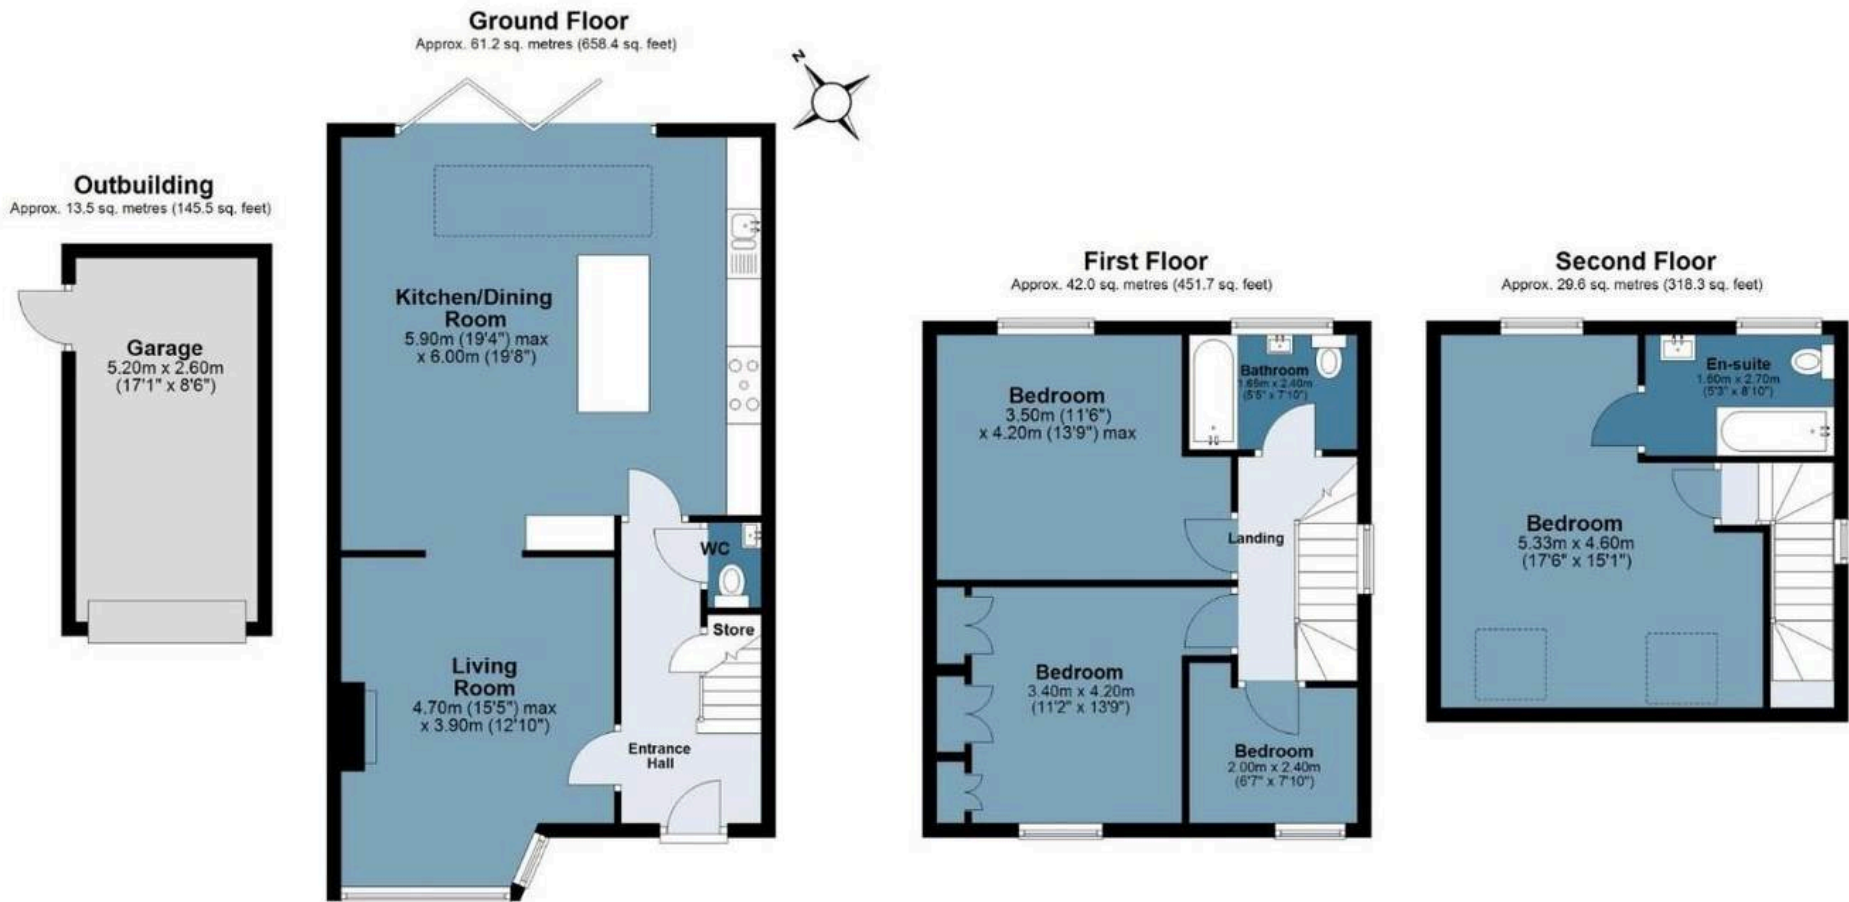 Ground Floor
Approx. 61.2 sq. metres (658.4 sq. feet)
N
Kitchen/Dining
Room
5.90m (19'4") max
x 6.00m (19'8")
WC
Store
Living
Room
4.70m (15'5") max
x 3.90m (12'10")
Entrance
Hall
Outbuilding
Approx. 13.5 sq. metres (145.5 sq. feet)
Garage
5.20m x 2.60m
(17'1" x 8'6")
First Floor
Approx. 42.0 sq. metres (451.7 sq. feet)
Bedroom
3.50m (11'6")
x 4.20m (13'9") max
Bathroom
1.65m x 2.40m
(5'5" x 7'10")
Landing
Bedroom
3.40m x 4.20m
(11'2" x 13'9")
Bedroom
2.00m x 2.40m
(6'7" x 7'10")
Second Floor
Approx. 29.6 sq. metres (318.3 sq. feet)
En-suite
1.60m x 2.70m
(5'3" x 8'10")
Bedroom
5.33m x 4.60m
(17'6" x 15'1")